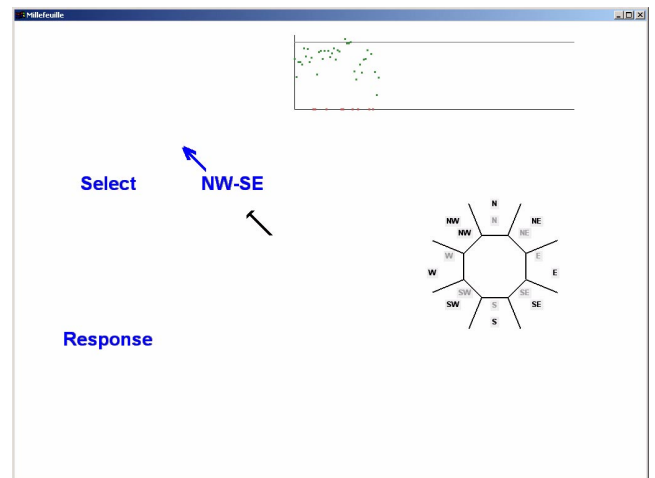 Millefeuille
Select NW-SE
N
NW N NE
NW NE
W E
W E
SW SE
SW S SE
S
Response